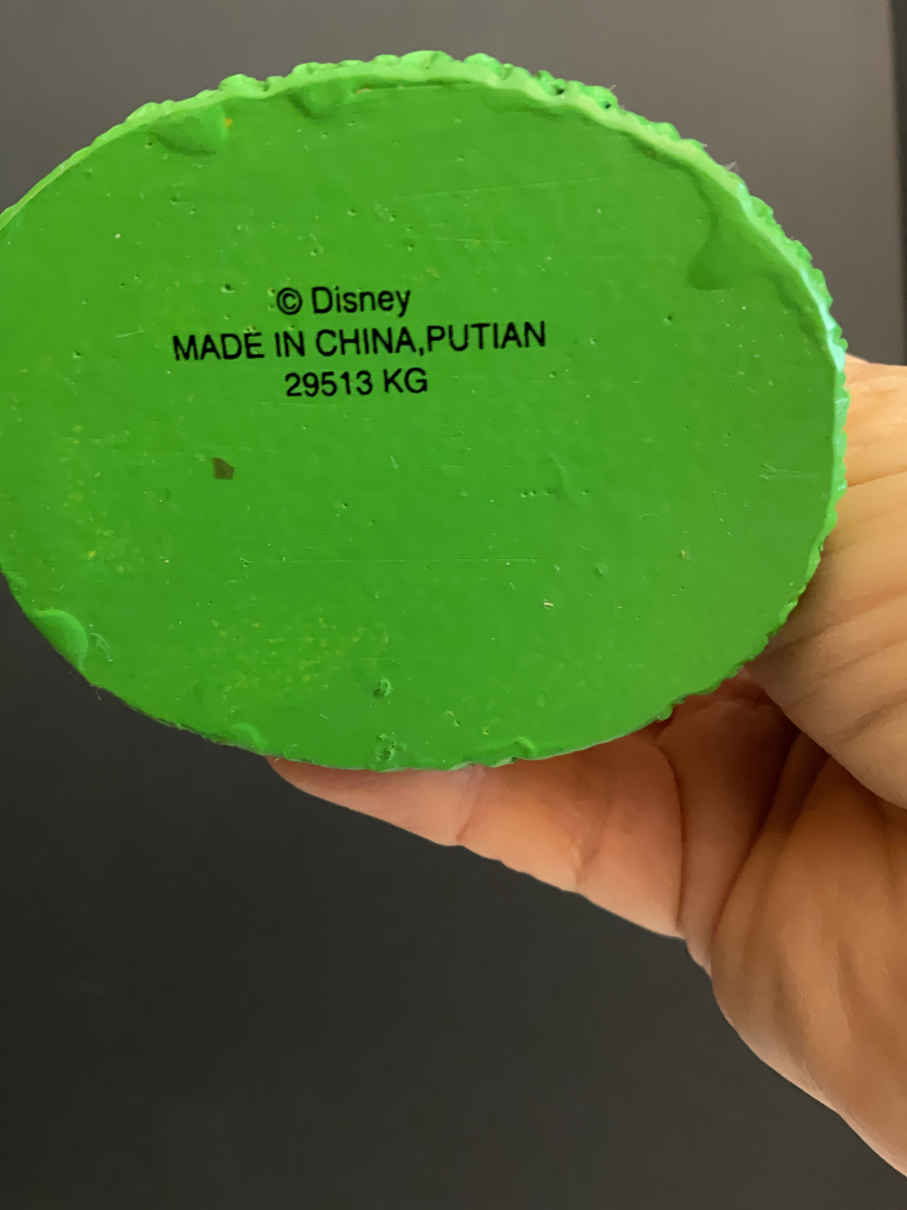 © Disney
MADE IN CHINA,PUTIAN
29513 KG